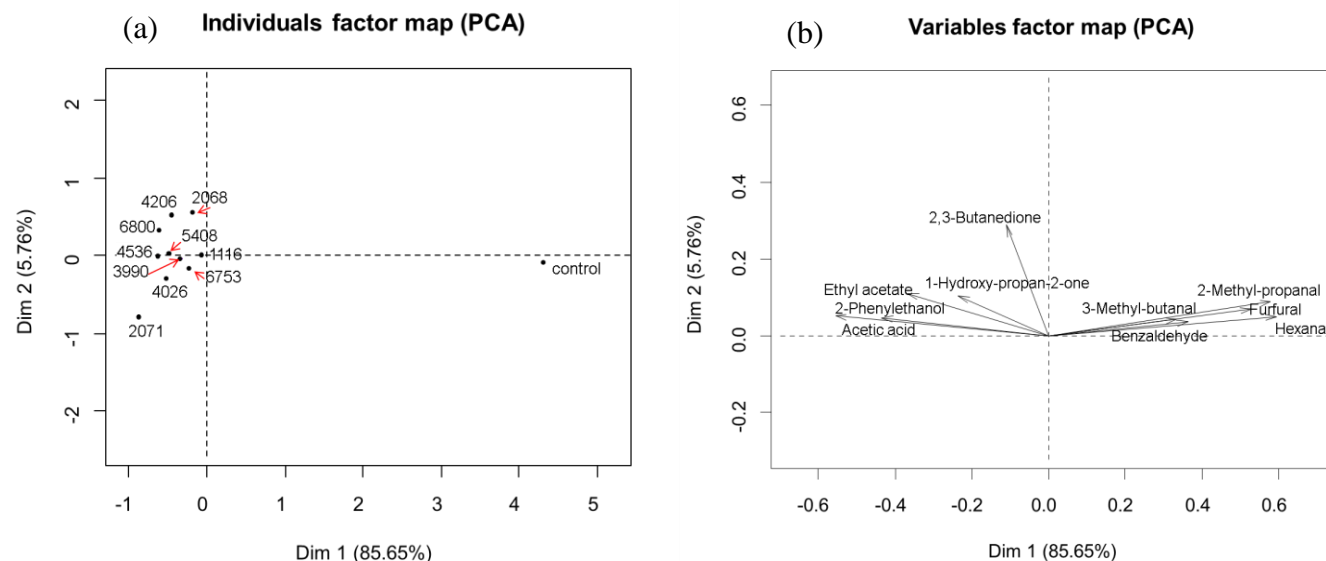 (a)
Individuals factor map (PCA)
2
1
0
-1
-2
Dim 2 (5.76%)
4206
2068
6800
5408
4536
1116
3990
6753
4026
2071
control
-1
0
1
2
3
4
5
Dim 1 (85.65%)
(b)
Variables factor map (PCA)
0.6
0.4
0.2
0.0
-0.2
Dim 2 (5.76%)
2,3-Butanedione
1-Hydroxy-propan-2-one
Ethyl acetate
2-Methyl-propanal
2-Phenylethanol
3-Methyl-butanal
Furfural
Acetic acid
Benzaldehyde
Hexana
-0.6
-0.4
-0.2
0.0
0.2
0.4
0.6
Dim 1 (85.65%)